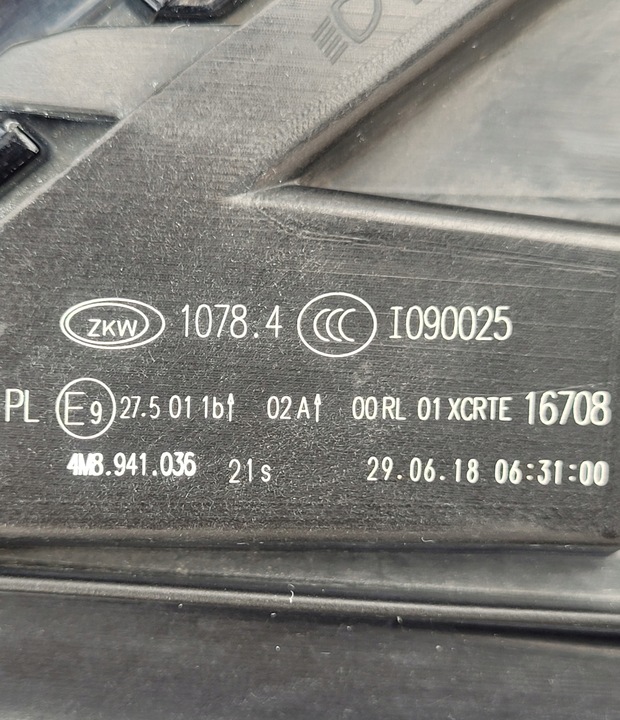 ZKW 1078.4 CCC I090025
PL E9 27.5 01 1b↑ 02 A↑ 00 RL 01 XCRTE 16708
4M8.941.036 21s 29.06.18 06:31:00